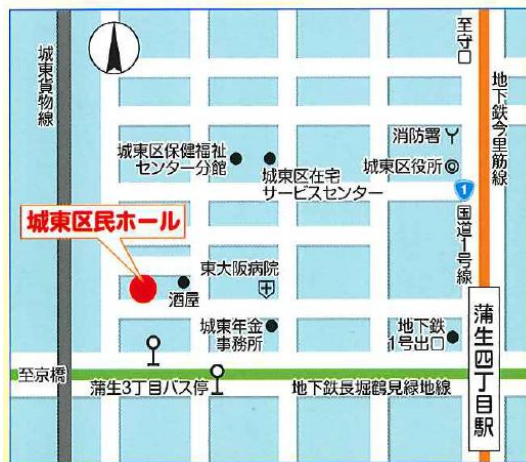 至守口
城東貨物線
地下鉄今里筋線
消防署
城東区保健福祉
センター分館
城東区在宅
サービスセンター
城東区役所
1
国道1号線
城東区民ホール
東大阪病院
酒屋
城東年金
事務所
地下鉄
1号出口
蒲生四丁目駅
至京橋
蒲生3丁目バス停
地下鉄長堀鶴見緑地線